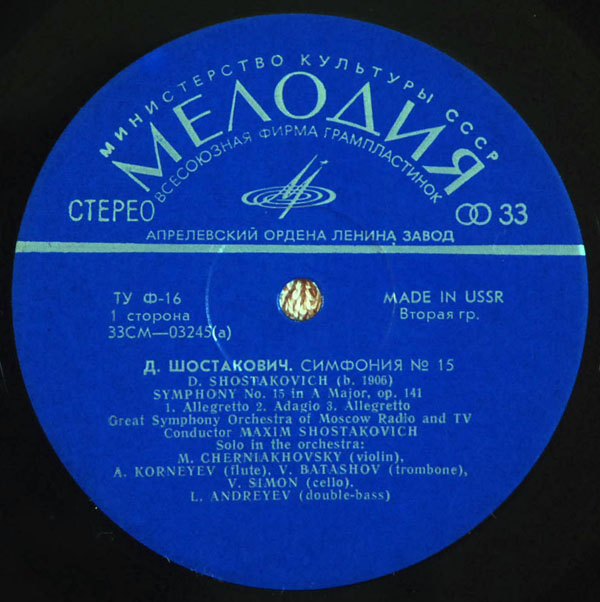 МИНИСТЕРСТВО КУЛЬТУРЫ СССР
МЕЛОДИЯ
ВСЕСОЮЗНАЯ ФИРМА ГРАМПЛАСТИНОК
СТЕРЕО
33
АПРЕЛЕВСКИЙ ОРДЕНА ЛЕНИНА ЗАВОД
ТУ Ф-16
1 сторона
33СМ—03245(а)
MADE IN USSR
Вторая гр.
Д. ШОСТАКОВИЧ. СИМФОНИЯ № 15
D. SHOSTAKOVICH (b. 1906)
SYMPHONY No. 15 in A Major, op. 141
1. Allegretto 2. Adagio 3. Allegretto
Great Symphony Orchestra of Moscow Radio and TV
Conductor MAXIM SHOSTAKOVICH
Solo in the orchestra:
M. CHERNIAKHOVSKY (violin),
A. KORNEYEV (flute), V. BATASHOV (trombone),
V. SIMON (cello),
L. ANDREYEV (double-bass)